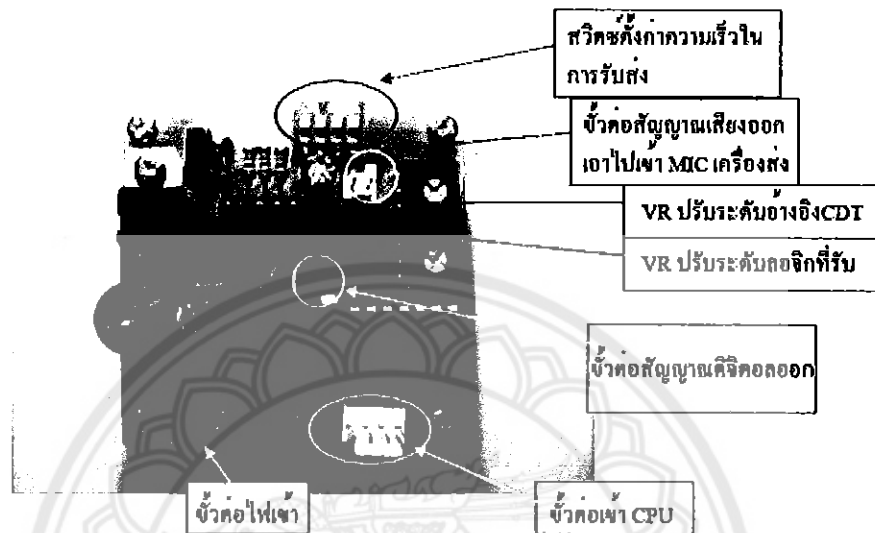 สวิตซ์ตั้งค่าความเร็วใน
การรับส่ง
ขั้วต่อสัญญาณเสียงออก
เอาไปเข้า MIC เครื่องส่ง
VR ปรับระดับอ้างอิงCDT
VR ปรับระดับลอจิกที่รับ
ขั้วต่อสัญญาณดิจิตอลออก
ขั้วต่อไฟเข้า
ขั้วต่อเข้า CPU